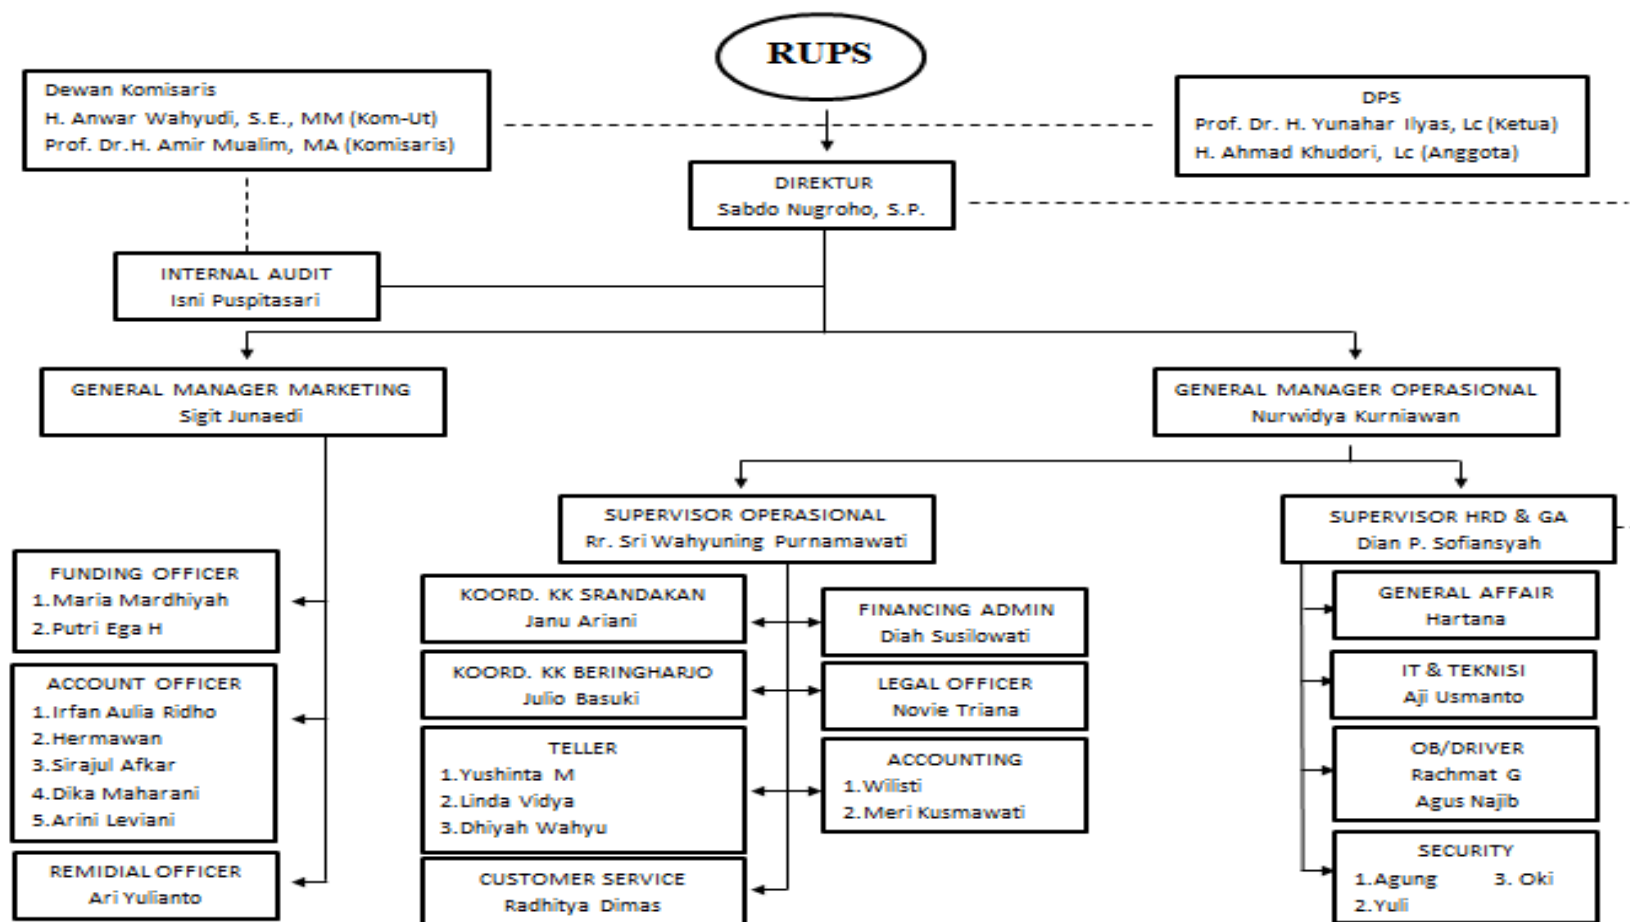 RUPS
Dewan Komisaris
H. Anwar Wahyudi, S.E., MM (Kom-Ut)
Prof. Dr.H. Amir Mualim, MA (Komisaris)
DPS
Prof. Dr. H. Yunahar Ilyas, Lc (Ketua)
H. Ahmad Khudori, Lc (Anggota)
DIREKTUR
Sabdo Nugroho, S.P.
INTERNAL AUDIT
Isni Puspitasari
GENERAL MANAGER MARKETING
Sigit Junaedi
GENERAL MANAGER OPERASIONAL
Nurwidya Kurniawan
SUPERVISOR OPERASIONAL
Rr. Sri Wahyuning Purnamawati
SUPERVISOR HRD & GA
Dian P. Sofiansyah
FUNDING OFFICER
1.Maria Mardhiyah
2.Putri Ega H
ACCOUNT OFFICER
1.Irfan Aulia Ridho
2.Hermawan
3.Sirajul Afkar
4.Dika Maharani
5.Arini Leviani
REMIDIAL OFFICER
Ari Yulianto
KOORD. KK SRANDAKAN
Janu Ariani
KOORD. KK BERINGHARJO
Julio Basuki
TELLER
1.Yushinta M
2.Linda Vidya
3.Dhiyah Wahyu
CUSTOMER SERVICE
Radhitya Dimas
FINANCING ADMIN
Diah Susilowati
LEGAL OFFICER
Novie Triana
ACCOUNTING
1.Wilisti
2.Meri Kusmawati
GENERAL AFFAIR
Hartana
IT & TEKNISI
Aji Usmanto
OB/DRIVER
Rachmat G
Agus Najib
SECURITY
1.Agung 3. Oki
2.Yuli